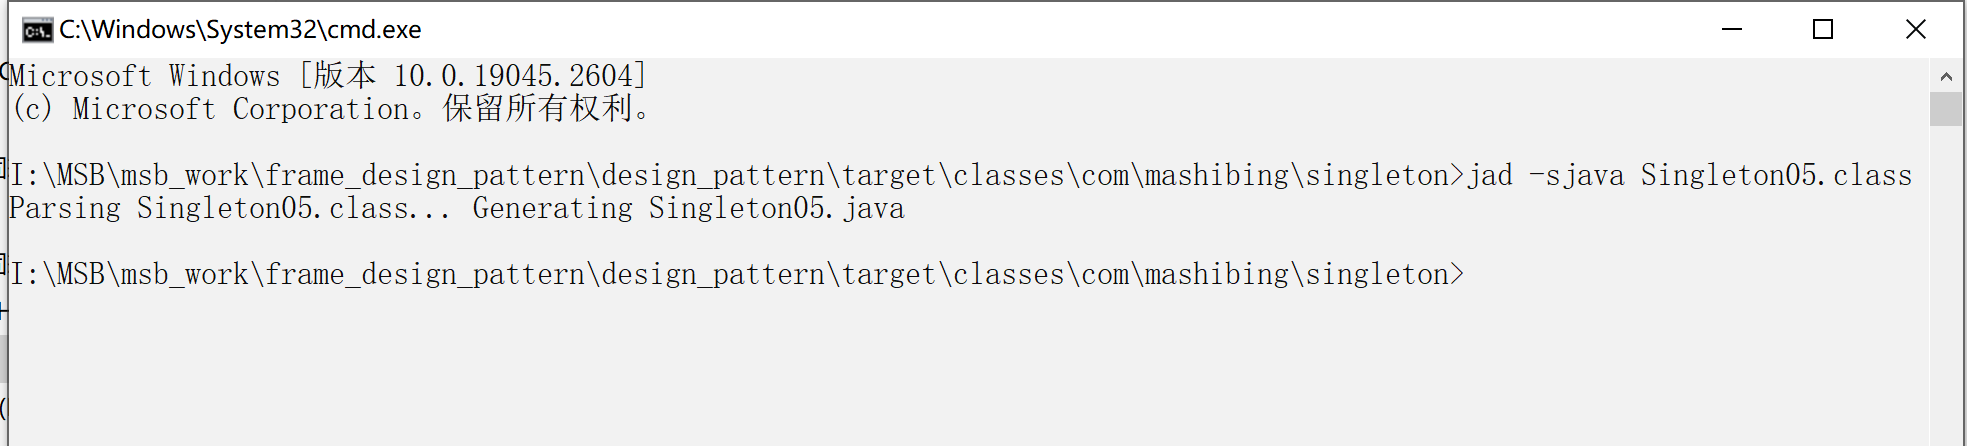 C:\Windows\System32\cmd.exe
Microsoft Windows [版本 10.0.19045.2604]
(c) Microsoft Corporation。保留所有权利。
I:\MSB\msb_work\frame_design_pattern\design_pattern\target\classes\com\mashibing\singleton>jad -sjava Singleton05.class
Parsing Singleton05.class... Generating Singleton05.java
I:\MSB\msb_work\frame_design_pattern\design_pattern\target\classes\com\mashibing\singleton>